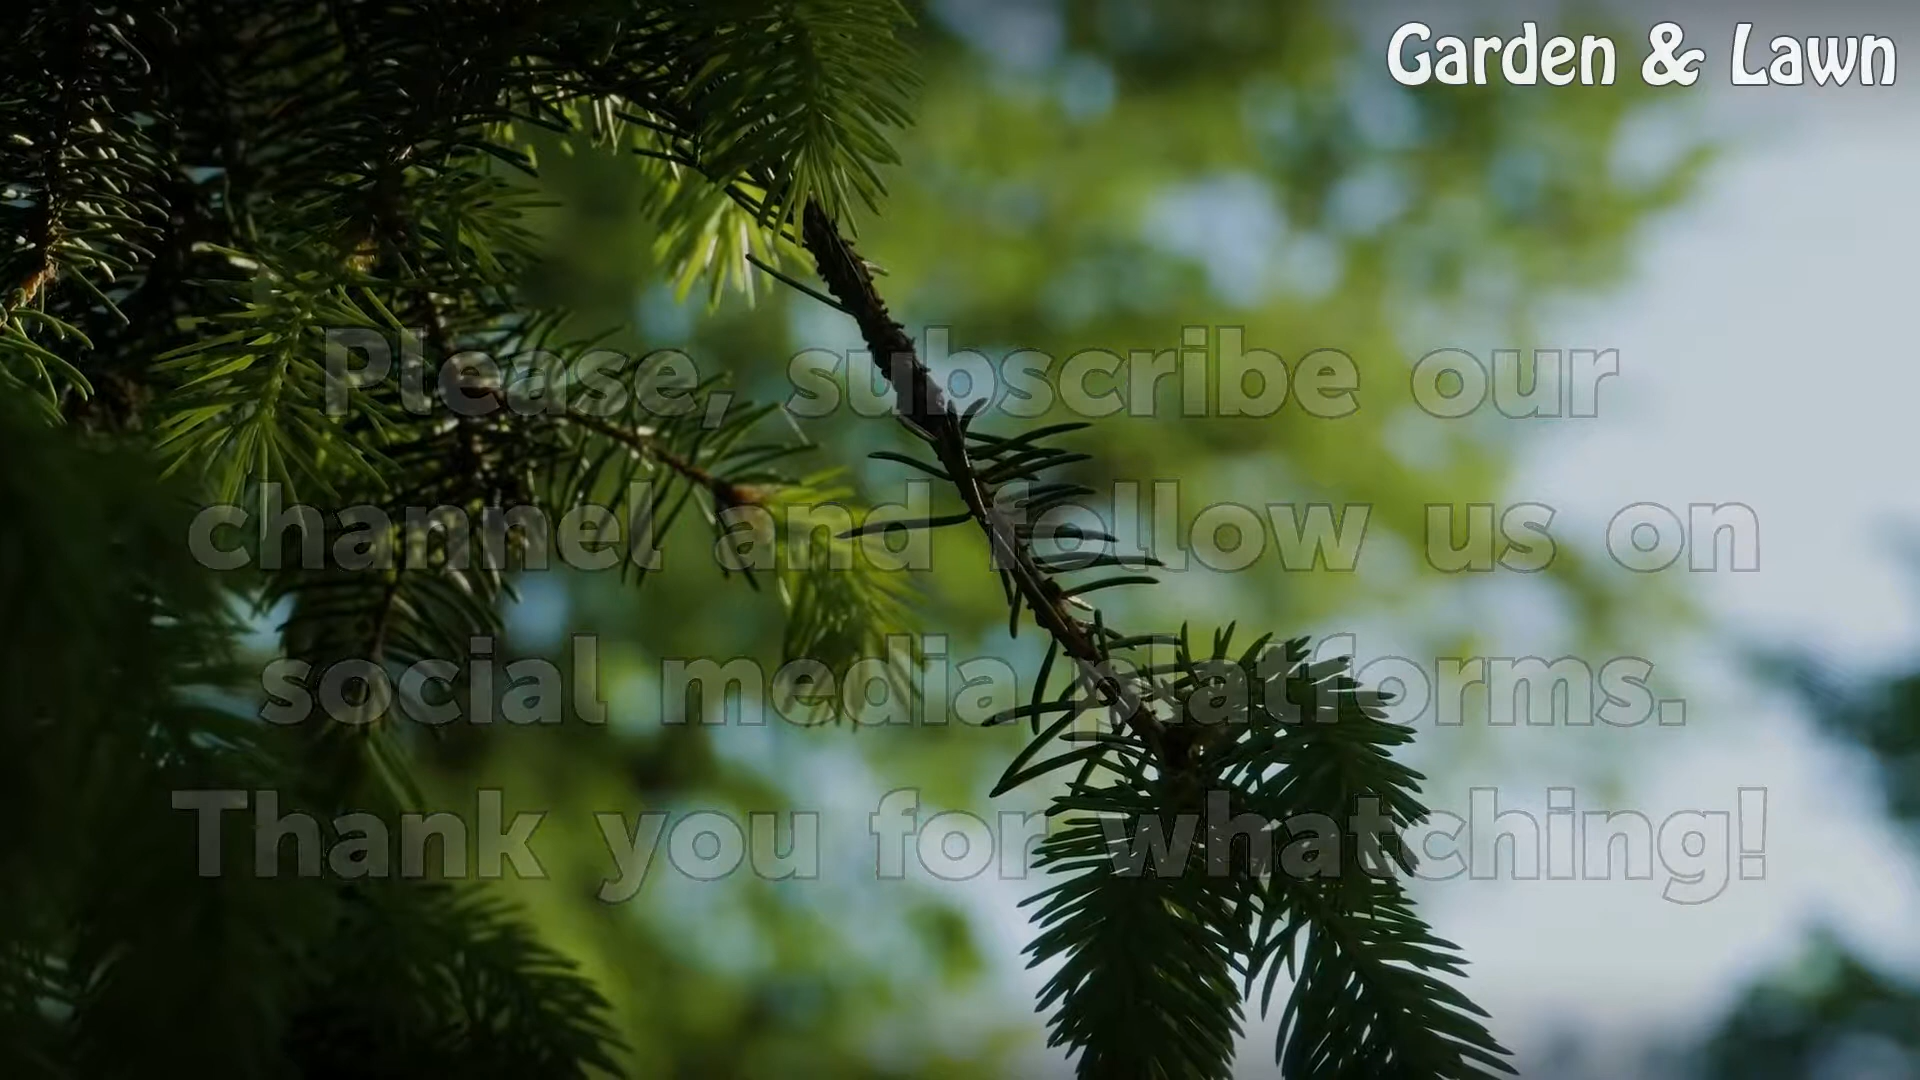 Garden & Lawn
Please, subscribe our
channel and follow us on
social media platforms.
Thank you for whatching!